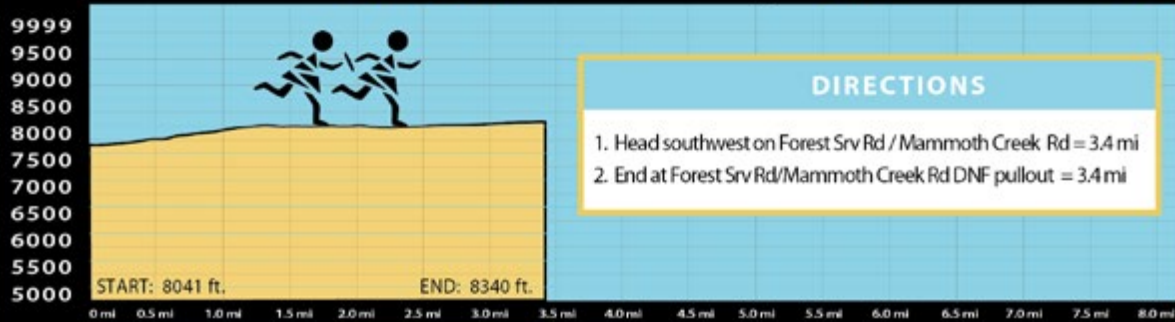 9999
9500
9000
8500
8000
7500
7000
6500
6000
5500
5000
DIRECTIONS
1. Head southwest on Forest Srv Rd / Mammoth Creek Rd = 3.4 mi
2. End at Forest Srv Rd/Mammoth Creek Rd DNF pullout = 3.4 mi
START: 8041 ft. END: 8340 ft.
0 mi 0.5 mi 1.0 mi 1.5 mi 2.0 mi 2.5 mi 3.0 mi 3.5 mi 4.0 mi 4.5 mi 5.0 mi 5.5 mi 6.0 mi 6.5 mi 7.0 mi 7.5 mi 8.0 mi